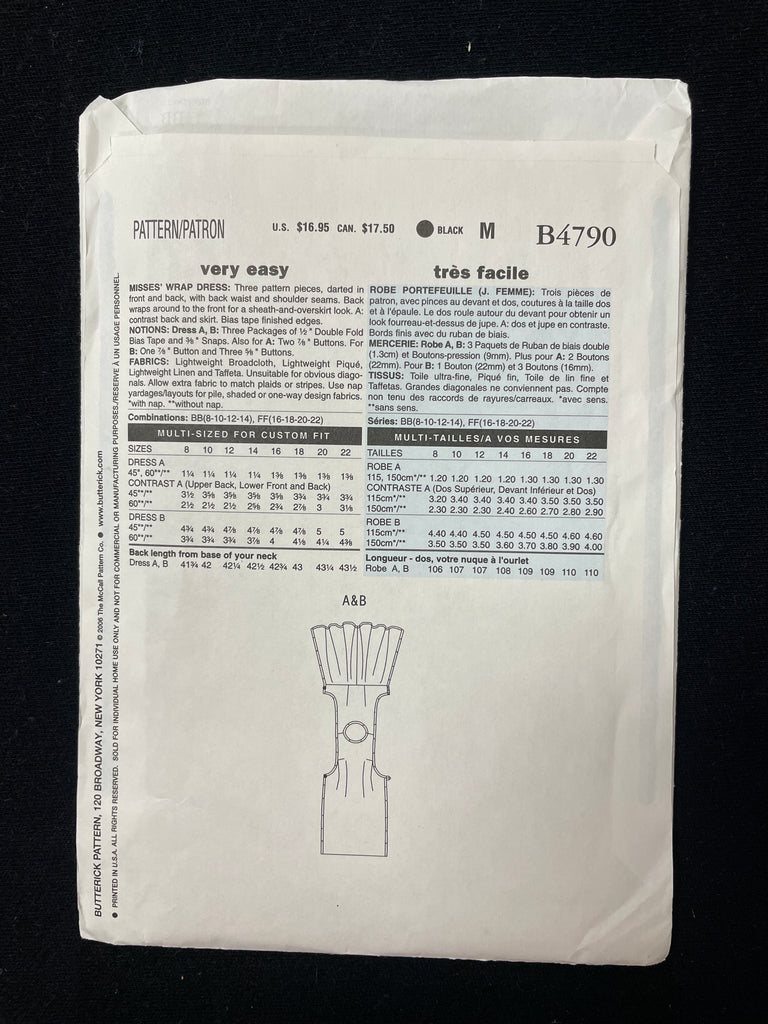 PATTERN/PATRON
U.S. $16.95 CAN. $17.50
BLACK M
B4790
very easy
MISSES' WRAP DRESS: Three pattern pieces, darted in
front and back, with back waist and shoulder seams. Back
wraps around to the front for a sheath-and-overskirt look. A:
contrast back and skirt. Bias tape finished edges.
NOTIONS: Dress A, B: Three Packages of ½" Double Fold
Bias Tape and ⅜" Snaps. Also for A: Two ⅞" Buttons. For
B: One ⅞" Button and Three ⅝" Buttons.
FABRICS: Lightweight Broadcloth, Lightweight Piqué,
Lightweight Linen and Taffeta. Unsuitable for obvious diago-
nals. Allow extra fabric to match plaids or stripes. Use nap
yardages/layouts for pile, shaded or one-way design fabrics.
*with nap. **without nap.
Combinations: BB(8-10-12-14), FF(16-18-20-22)
MULTI-SIZED FOR CUSTOM FIT
SIZES 8 10 12 14 16 18 20 22
DRESS A
45", 60"*/** 1¼ 1¼ 1¼ 1¼ 1⅜ 1⅜ 1⅜ 1⅜
CONTRAST A (Upper Back, Lower Front and Back)
45"*/** 3½ 3⅝ 3⅝ 3⅝ 3⅝ 3¾ 3¾ 3¾
60"*/** 2½ 2½ 2½ 2⅝ 2¾ 2⅞ 3 3⅛
DRESS B
45"*/** 4¾ 4¾ 4⅞ 4⅞ 4⅞ 4⅞ 5 5
60"*/** 3¾ 3¾ 3¾ 3⅞ 4 4⅛ 4¼ 4⅜
Back length from base of your neck
Dress A, B 41¾ 42 42¼ 42½ 42¾ 43 43¼ 43½
très facile
ROBE PORTEFEUILLE (J. FEMME): Trois pièces de
patron, avec pinces au devant et dos, coutures à la taille dos
et à l'épaule. Le dos roule autour du devant pour obtenir un
look fourreau-et-dessus de jupe. A: dos et jupe en contraste.
Bords finis avec du ruban de biais.
MERCERIE: Robe A, B: 3 Paquets de Ruban de biais double
(1.3cm) et Boutons-pression (9mm). Plus pour A: 2 Boutons
(22mm). Pour B: 1 Bouton (22mm) et 3 Boutons (16mm).
TISSUS: Toile ultra-fine, Piqué fin, Toile de lin fine et
Taffetas. Grandes diagonales ne conviennent pas. Compte
non tenu des raccords de rayures/carreaux. *avec sens.
**sans sens.
Séries: BB(8-10-12-14), FF(16-18-20-22)
MULTI-TAILLES/A VOS MESURES
TAILLES 8 10 12 14 16 18 20 22
ROBE A
115, 150cm*/** 1.20 1.20 1.20 1.20 1.30 1.30 1.30 1.30
CONTRASTE A (Dos Supérieur, Devant Inférieur et Dos)
115cm*/** 3.20 3.40 3.40 3.40 3.40 3.50 3.50 3.50
150cm*/** 2.30 2.30 2.30 2.40 2.60 2.70 2.80 2.90
ROBE B
115cm*/** 4.40 4.40 4.50 4.50 4.50 4.50 4.60 4.60
150cm*/** 3.50 3.50 3.50 3.60 3.70 3.80 3.90 4.00
Longueur - dos, votre nuque à l'ourlet
Robe A, B 106 107 107 108 109 109 110 110
A&B
BUTTERICK PATTERN, 120 BROADWAY, NEW YORK, NEW YORK 10271 © 2006 The McCall Pattern Co. ● www.butterick.com
● PRINTED IN U.S.A. ALL RIGHTS RESERVED. SOLD FOR INDIVIDUAL HOME USE ONLY AND NOT FOR COMMERCIAL OR MANUFACTURING PURPOSES./RESERVÉ À UN USAGE PERSONNEL.